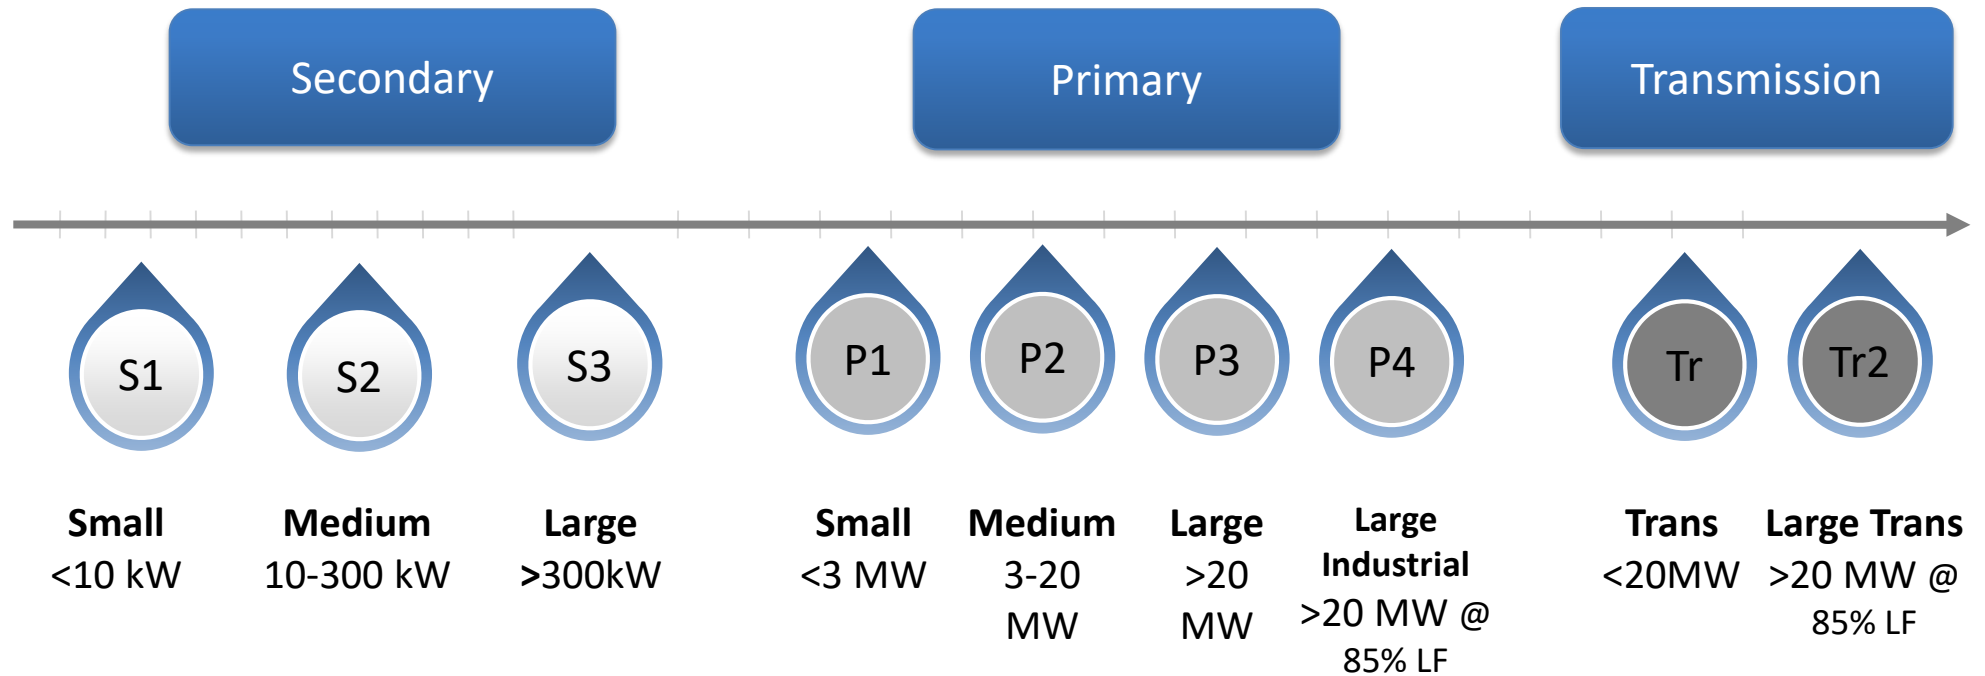 Secondary
Primary
Transmission
S1
S2
S3
P1
P2
P3
P4
Tr
Tr2
Small
<10 kW
Medium
10-300 kW
Large
>300kW
Small
<3 MW
Medium
3-20
MW
Large
>20
MW
Large
Industrial
>20 MW @
85% LF
Trans
<20MW
Large Trans
>20 MW @
85% LF